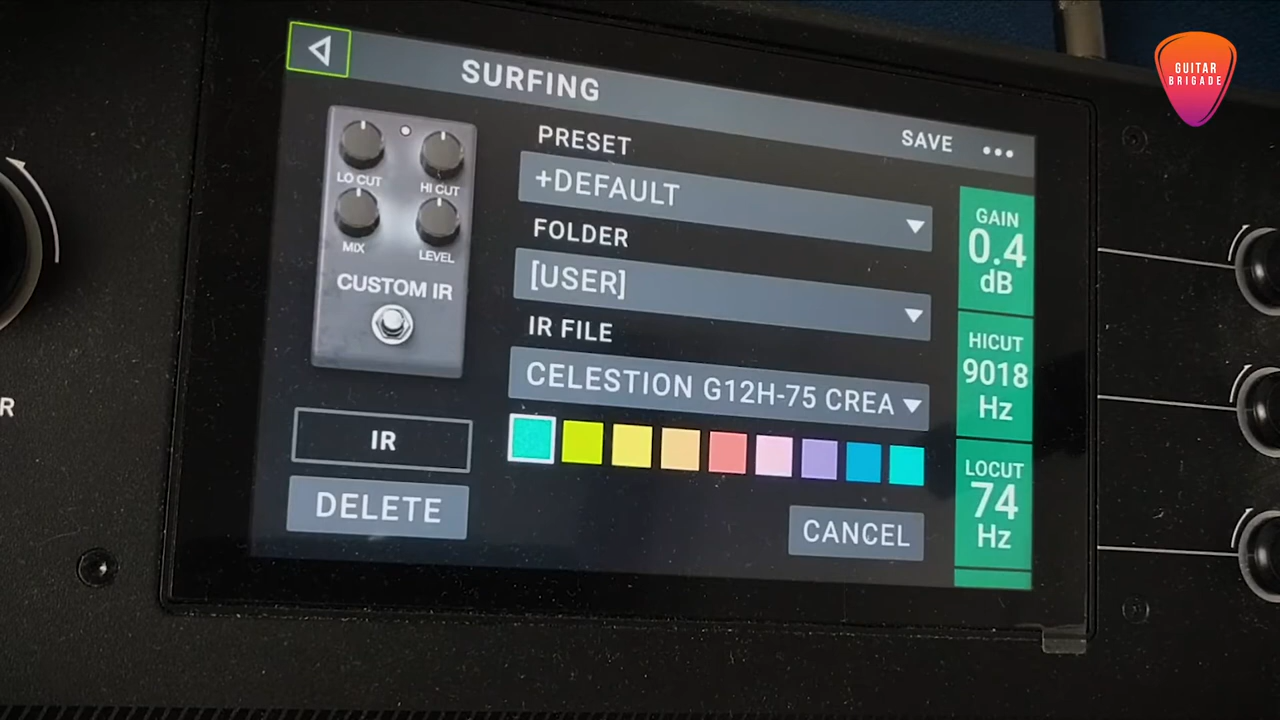 SURFING
SAVE
LO CUT
HI CUT
MIX
LEVEL
CUSTOM IR
IR
DELETE
PRESET
+DEFAULT
FOLDER
[USER]
IR FILE
CELESTION G12H-75 CREA
CANCEL
GAIN
0.4
dB
HICUT
9018
Hz
LOCUT
74
Hz
R
GUITAR
BRIGADE